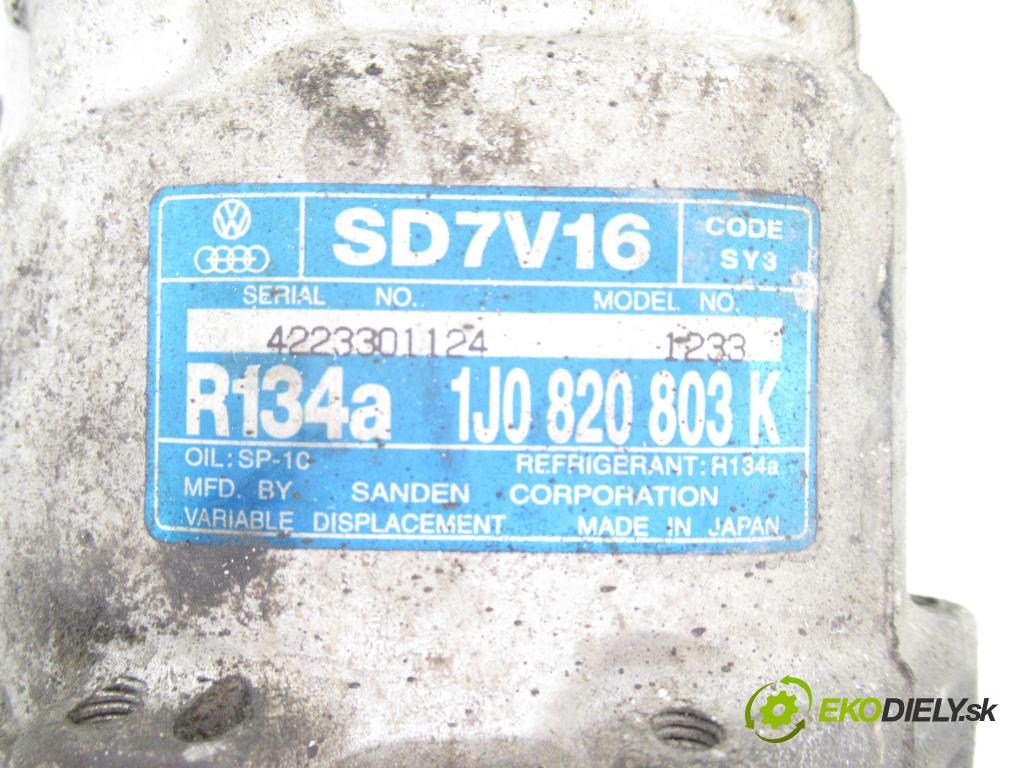 SD7V16
CODE
SY3
SERIAL NO. MODEL NO.
4223301124 1233
R134a 1J0 820 803 K
OIL: SP-10 REFRIGERANT: R134a
MFD. BY SANDEN CORPORATION
VARIABLE DISPLACEMENT MADE IN JAPAN
EKODIELY.sk